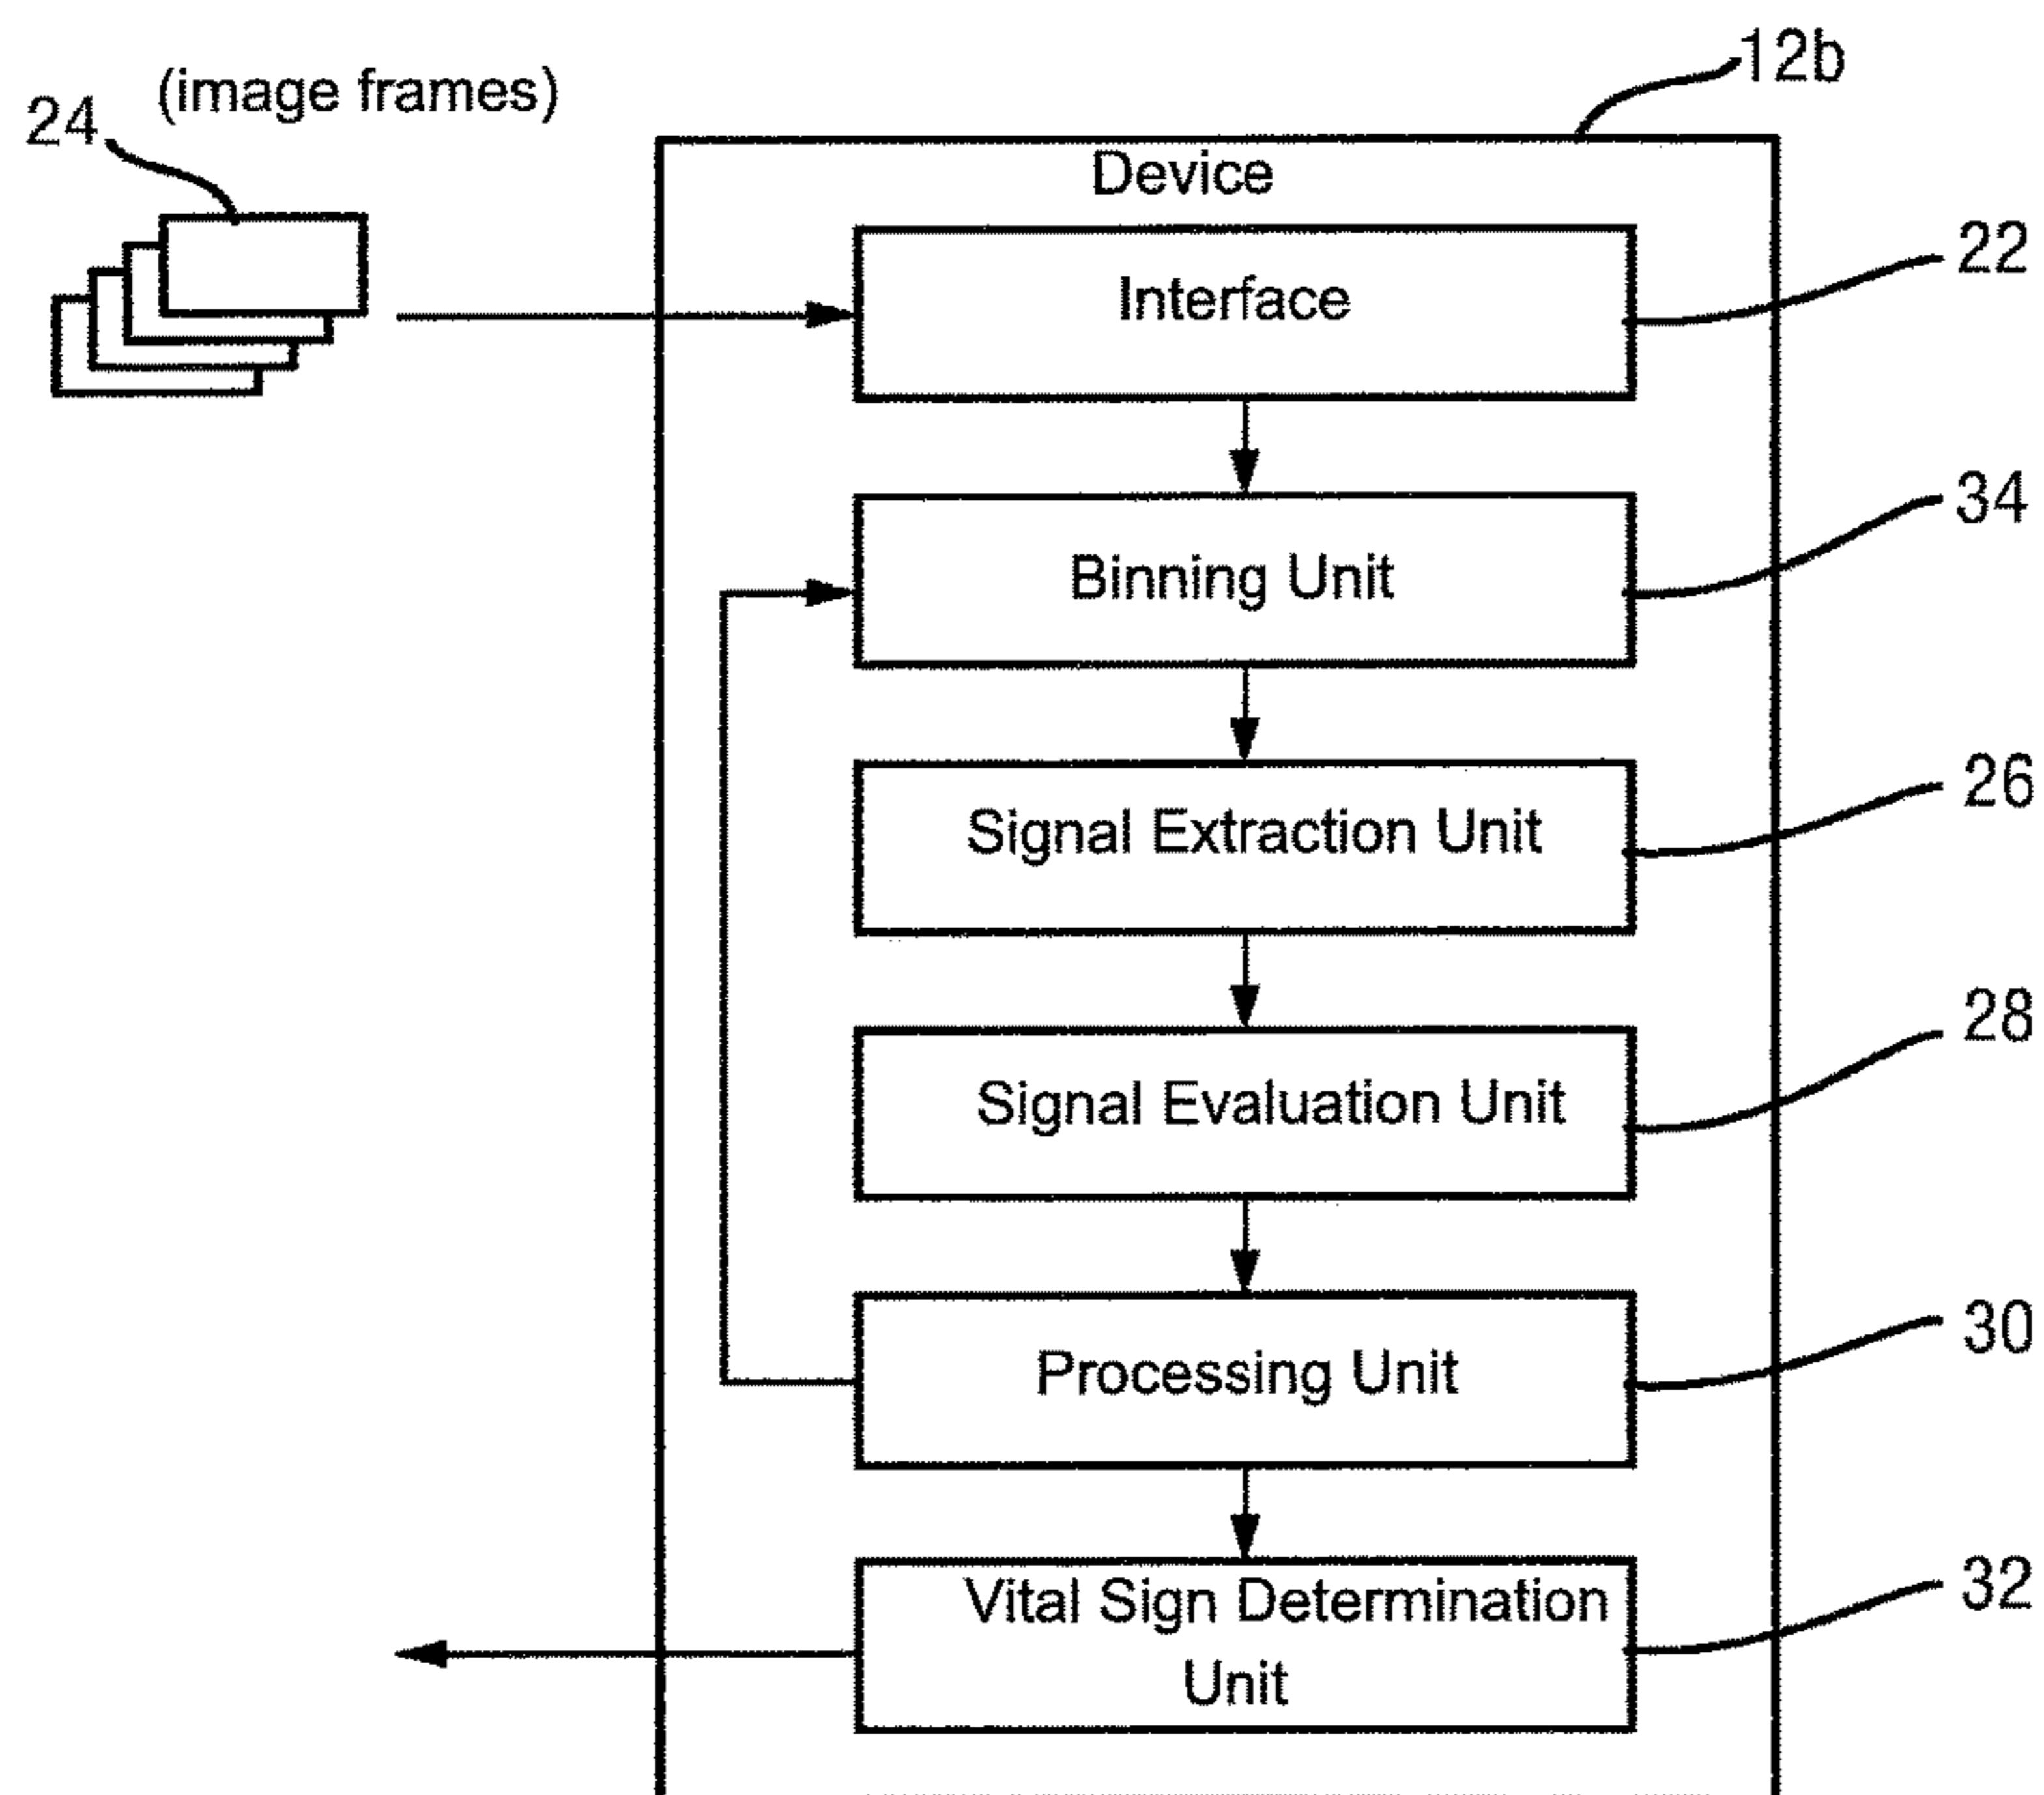 12b
(image frames)
24
Device
22
Interface
34
Binning Unit
26
Signal Extraction Unit
28
Signal Evaluation Unit
30
Processing Unit
32
Vital Sign Determination
Unit